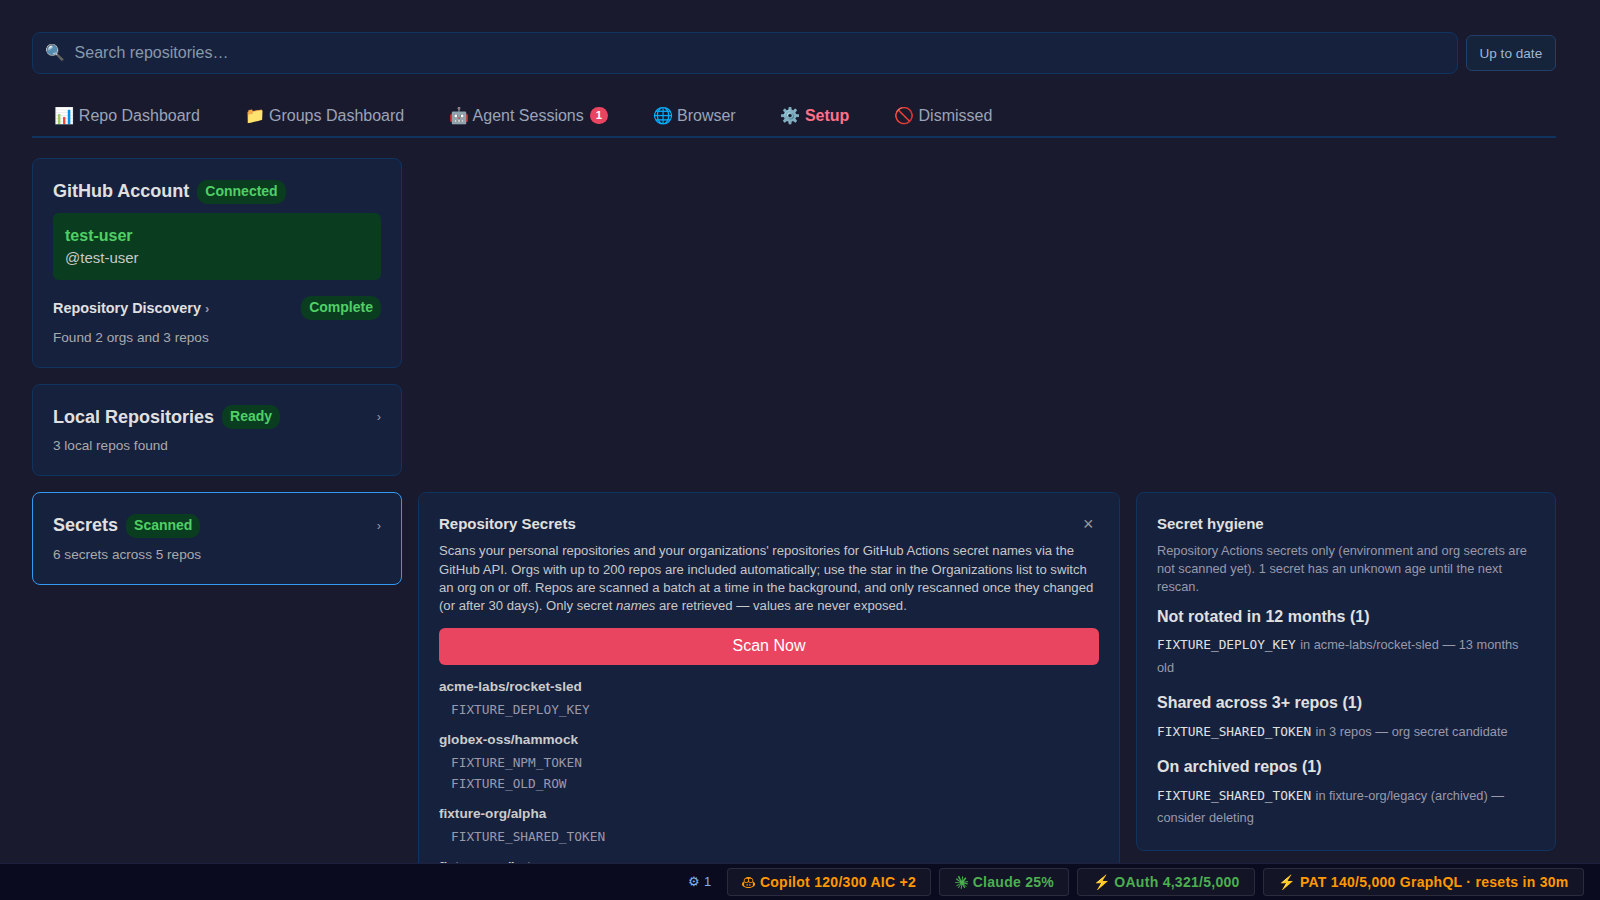 Search repositories…
Up to date
Repo Dashboard
Groups Dashboard
Agent Sessions 1
Browser
Setup
Dismissed
GitHub Account Connected
test-user
@test-user
Repository Discovery ›
Complete
Found 2 orgs and 3 repos
Local Repositories Ready ›
3 local repos found
Secrets Scanned ›
6 secrets across 5 repos
Repository Secrets ×
Scans your personal repositories and your organizations' repositories for GitHub Actions secret names via the
GitHub API. Orgs with up to 200 repos are included automatically; use the star in the Organizations list to switch
an org on or off. Repos are scanned a batch at a time in the background, and only rescanned once they changed
(or after 30 days). Only secret names are retrieved — values are never exposed.
Scan Now
acme-labs/rocket-sled
FIXTURE_DEPLOY_KEY
globex-oss/hammock
FIXTURE_NPM_TOKEN
FIXTURE_OLD_ROW
fixture-org/alpha
FIXTURE_SHARED_TOKEN
Secret hygiene
Repository Actions secrets only (environment and org secrets are
not scanned yet). 1 secret has an unknown age until the next
rescan.
Not rotated in 12 months (1)
FIXTURE_DEPLOY_KEY in acme-labs/rocket-sled — 13 months
old
Shared across 3+ repos (1)
FIXTURE_SHARED_TOKEN in 3 repos — org secret candidate
On archived repos (1)
FIXTURE_SHARED_TOKEN in fixture-org/legacy (archived) —
consider deleting
1
Copilot 120/300 AIC +2
Claude 25%
OAuth 4,321/5,000
PAT 140/5,000 GraphQL · resets in 30m